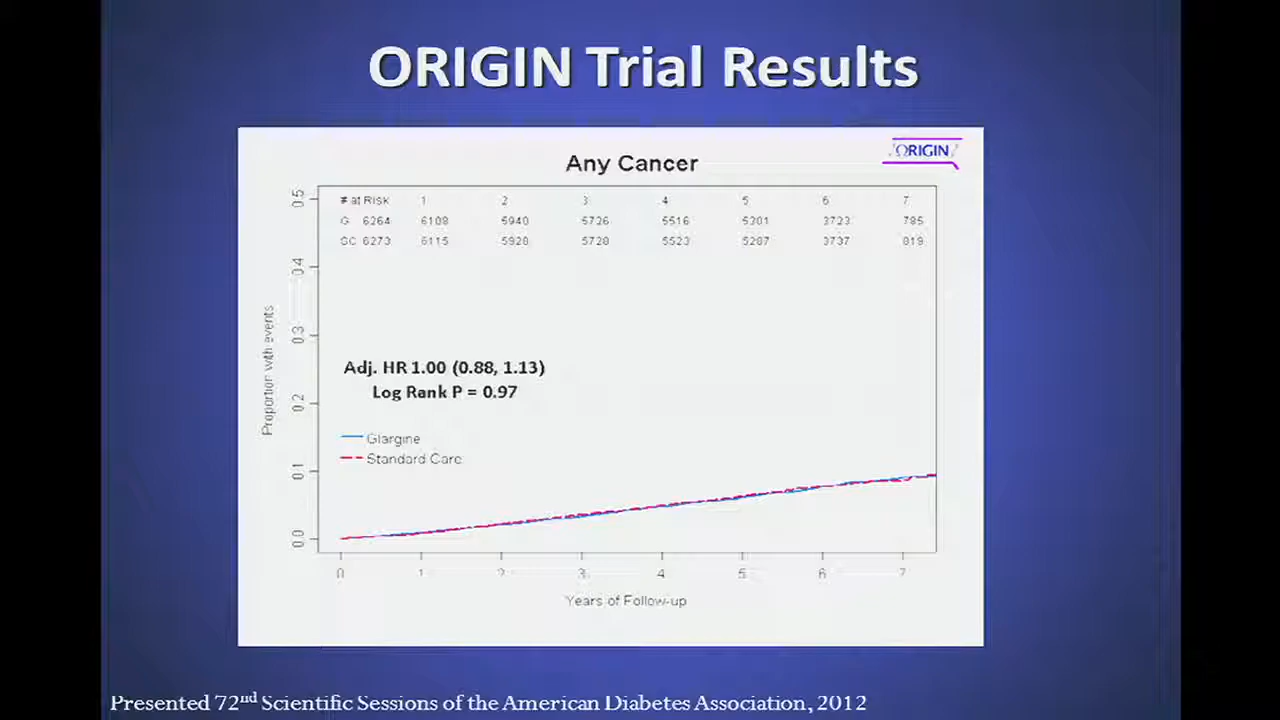 ORIGIN Trial Results
ORIGIN
Any Cancer
# at Risk 1 2 3 4 5 6 7
G 6264 6108 5940 5726 5516 5301 3723 785
SC 6273 6115 5928 5728 5523 5287 3737 819
0.5
0.4
0.3
0.2
0.1
0.0
Proportion with events
Adj. HR 1.00 (0.88, 1.13)
Log Rank P = 0.97
Glargine
Standard Care
0 1 2 3 4 5 6 7
Years of Follow-up
Presented 72nd Scientific Sessions of the American Diabetes Association, 2012